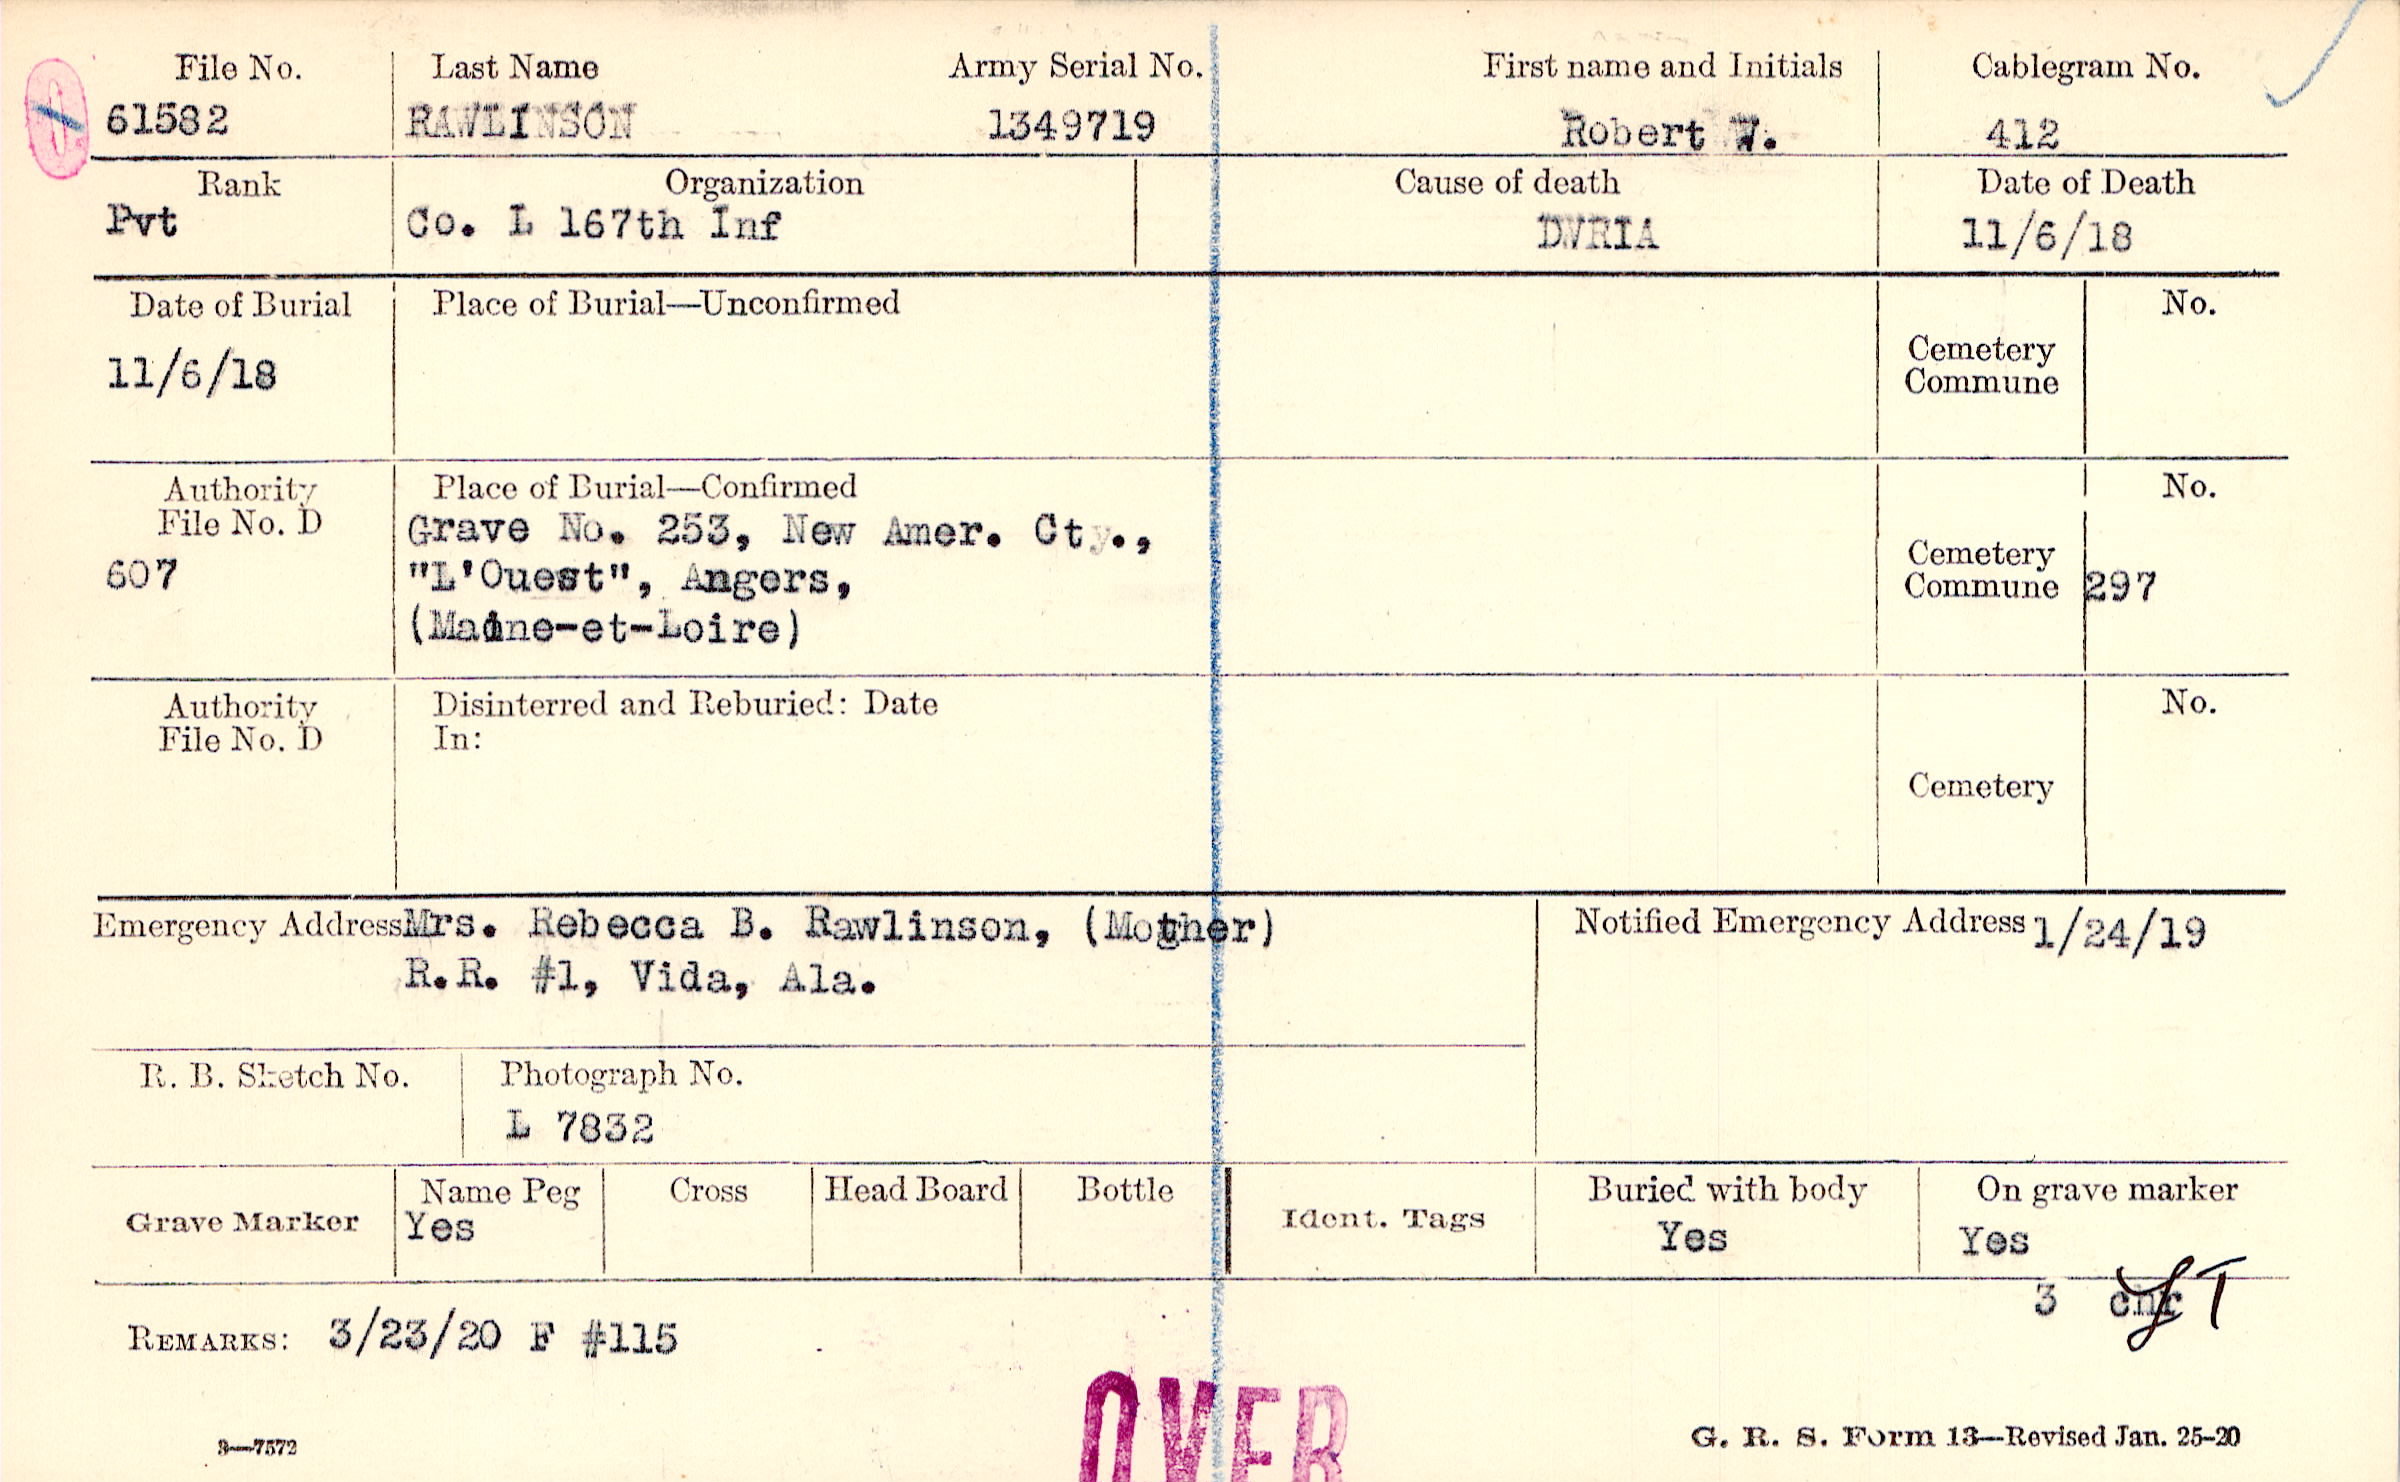 File No. Last Name Army Serial No. First name and Initials Cablegram No.
61582 RAWLINSON 1349719 Robert W. 412
Rank Organization Cause of death Date of Death
Pvt Co. L 167th Inf DWRIA 11/6/18
Date of Burial Place of Burial—Unconfirmed No.
11/6/18 Cemetery
Commune
Authority Place of Burial—Confirmed No.
File No. D Grave No. 253, New Amer. Cty.,
607 "L'Ouest", Angers, Cemetery
Commune 297
(Maine-et-Loire)
Authority Disinterred and Reburied: Date No.
File No. D In:
Cemetery
Emergency Address Mrs. Rebecca B. Rawlinson, (Mother) Notified Emergency Address 1/24/19
R.R. #1, Vida, Ala.
R. B. Sketch No. Photograph No.
L 7832
Grave Marker Name Peg Cross Head Board Bottle Ident. Tags Buried with body On grave marker
Yes Yes Yes
3
REMARKS: 3/23/20 F #115
OVER
3—7572 G. R. S. Form 13—Revised Jan. 25-20